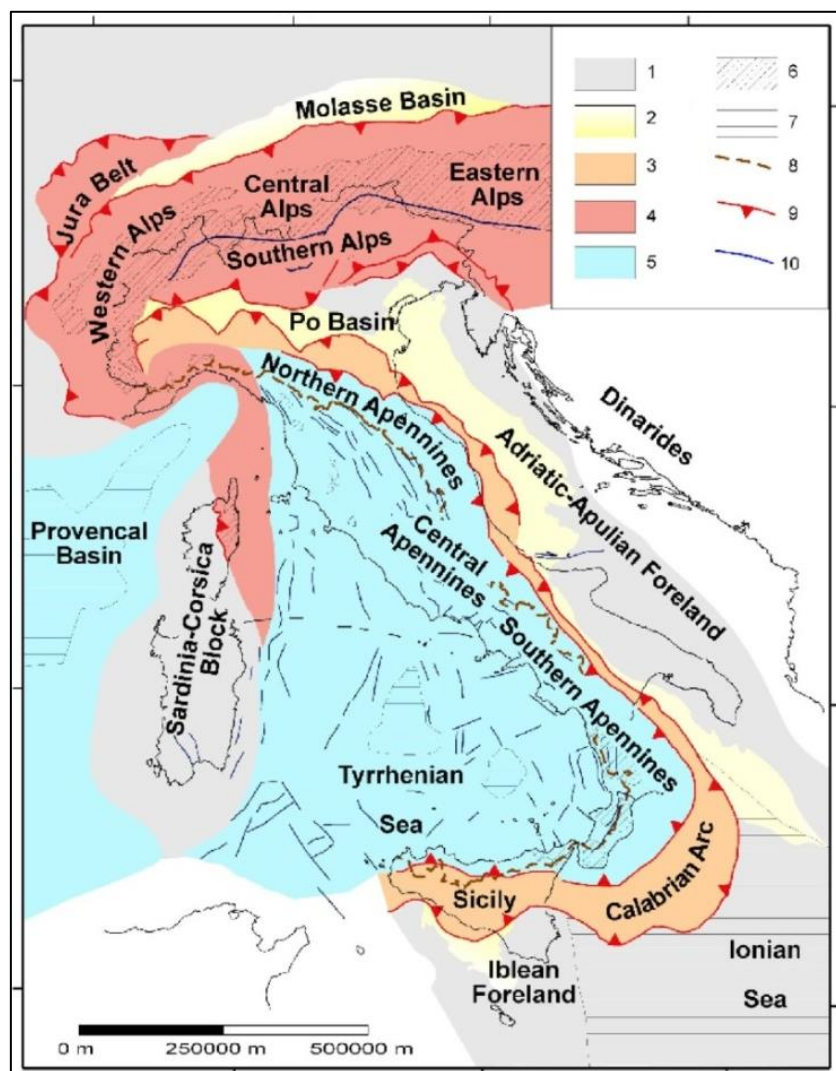 Molasse Basin
Jura Belt
Western Alps
Central
Alps
Eastern
Alps
Southern Alps
Po Basin
Northern Apennines
Adriatic-Apulian Foreland
Dinarides
Provencal
Basin
Central
Apennines
Sardinia-Corsica
Block
Southern Apennines
Tyrrhenian
Sea
Calabrian Arc
Sicily
Iblean
Foreland
Ionian
Sea
0 m 250000 m 500000 m
1
2
3
4
5
6
7
8
9
10